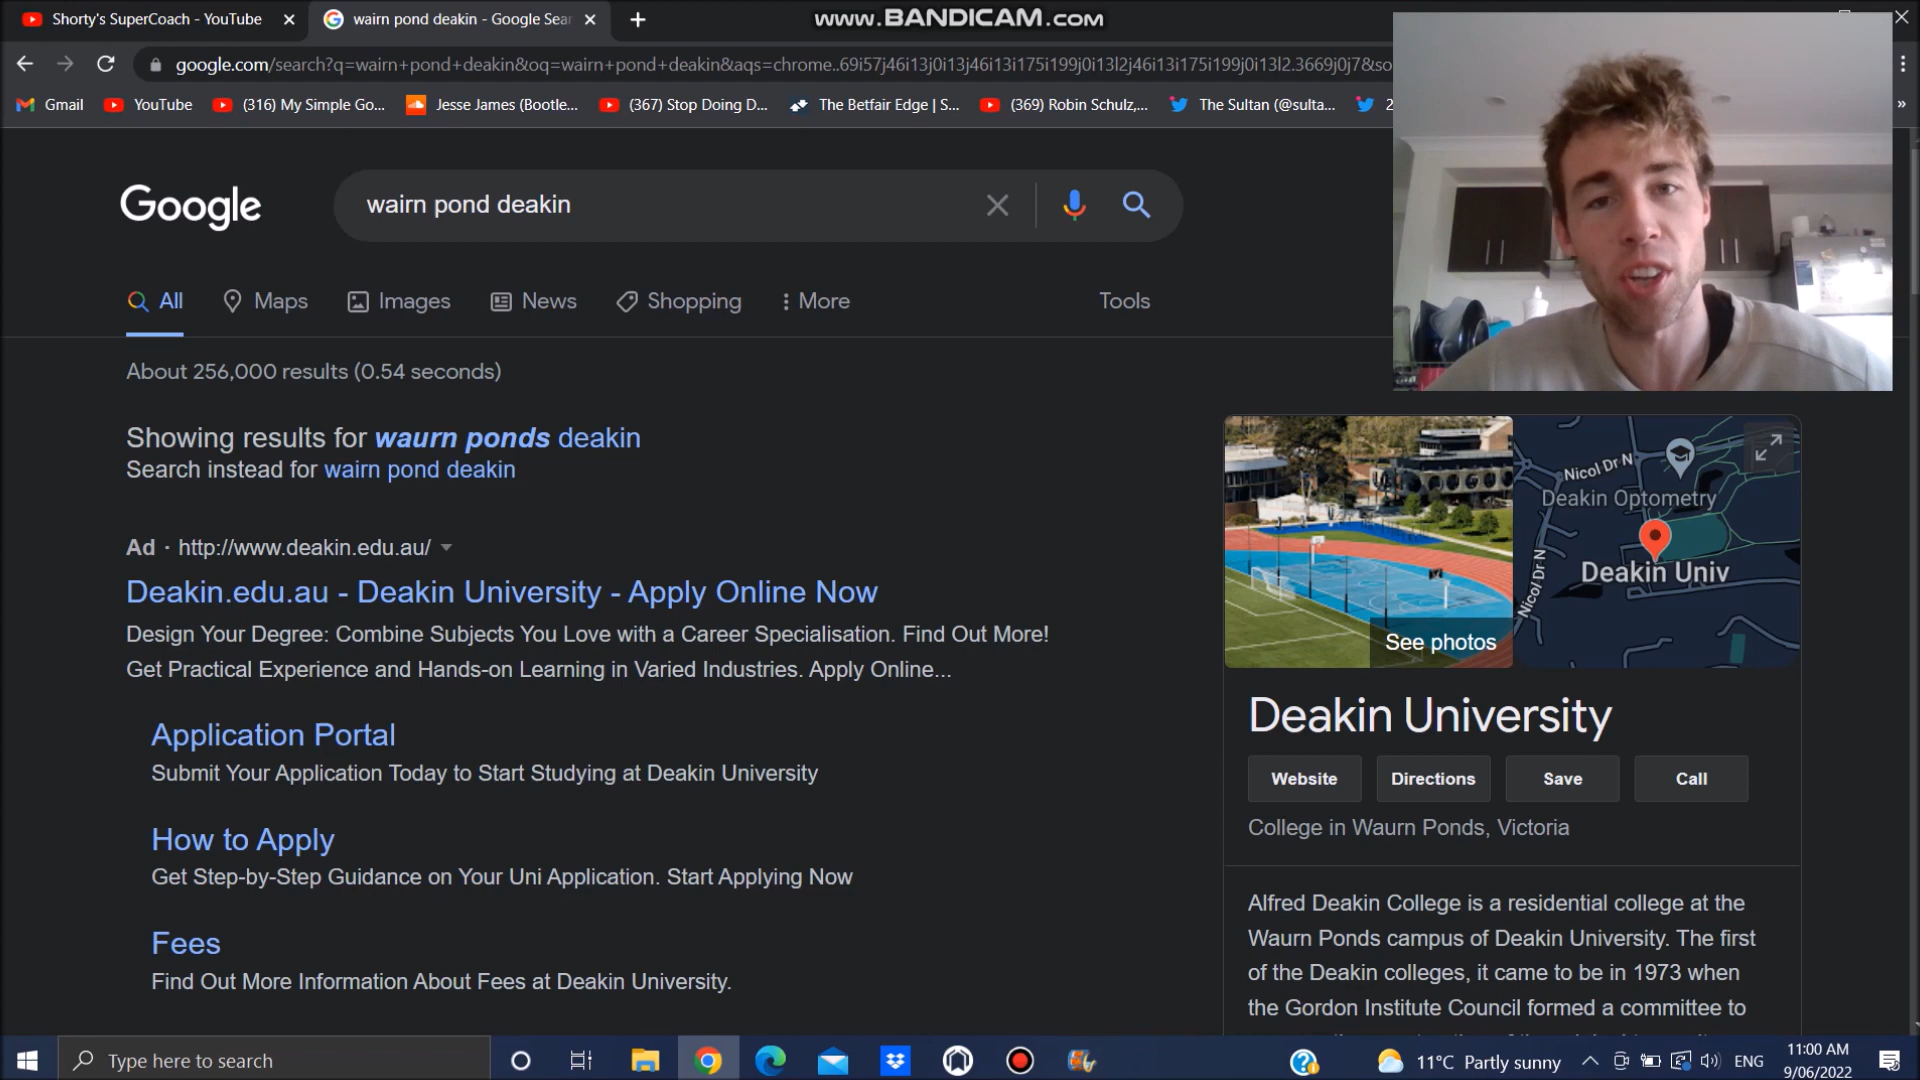 Shorty's SuperCoach - YouTube
wairn pond deakin - Google Sear
www.BANDICAM.com
google.com/search?q=wairn+pond+deakin&oq=wairn+pond+deakin&aqs=chrome..69i57j46i13j0i13j46i13i175i199j0i13l2j46i13i175i199j0i13l2.3669j0j7&so
Gmail
YouTube
(316) My Simple Go...
Jesse James (Bootle...
(367) Stop Doing D...
The Betfair Edge | S...
(369) Robin Schulz,...
The Sultan (@sulta...
2
»
Google
wairn pond deakin
All
Maps
Images
News
Shopping
More
Tools
About 256,000 results (0.54 seconds)
Showing results for waurn ponds deakin
Search instead for wairn pond deakin
Ad · http://www.deakin.edu.au/
Deakin.edu.au - Deakin University - Apply Online Now
Design Your Degree: Combine Subjects You Love with a Career Specialisation. Find Out More!
Get Practical Experience and Hands-on Learning in Varied Industries. Apply Online...
Application Portal
Submit Your Application Today to Start Studying at Deakin University
How to Apply
Get Step-by-Step Guidance on Your Uni Application. Start Applying Now
Fees
Find Out More Information About Fees at Deakin University.
See photos
Nicol Dr N
Deakin Optometry
Nicol Dr N
Deakin Univ
Deakin University
Website
Directions
Save
Call
College in Waurn Ponds, Victoria
Alfred Deakin College is a residential college at the
Waurn Ponds campus of Deakin University. The first
of the Deakin colleges, it came to be in 1973 when
the Gordon Institute Council formed a committee to
Type here to search
11°C Partly sunny
ENG
11:00 AM
9/06/2022